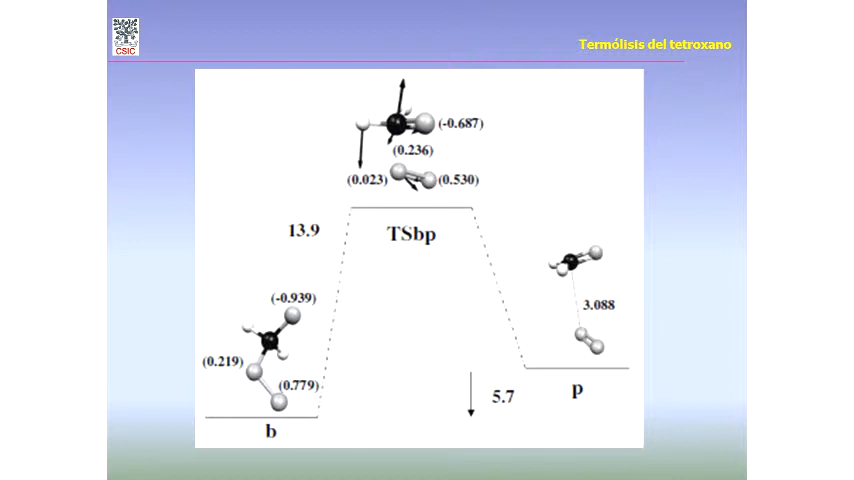 CSIC
Termólisis del tetroxano
(-0.687)
(0.236)
(0.023)
(0.530)
13.9
TSbp
(-0.939)
3.088
(0.219)
(0.779)
5.7
p
b